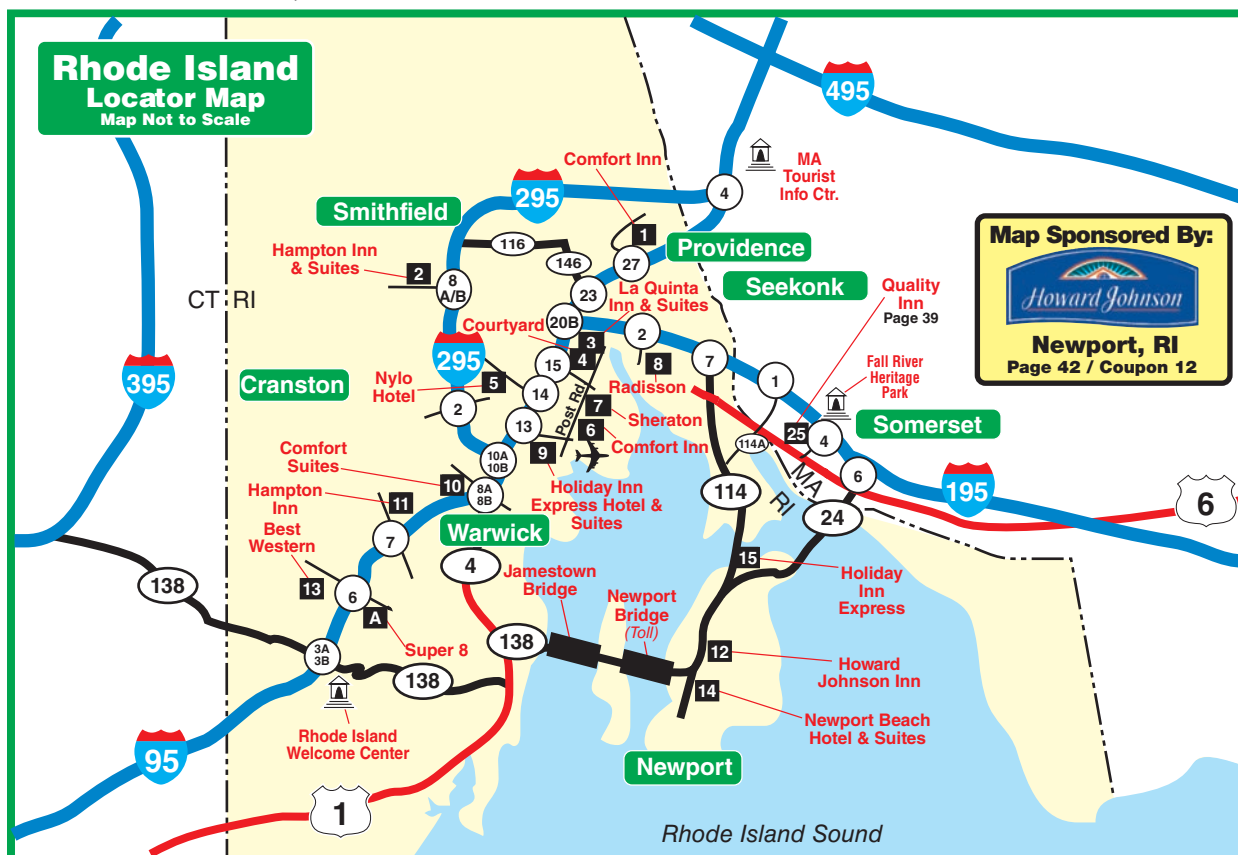 Rhode Island
Locator Map
Map Not to Scale
495
Comfort Inn
MA
Tourist
Info Ctr.
4
295
Smithfield
1
Providence
116
146
27
Hampton Inn
& Suites
2
8
A/B
23
La Quinta
Inn & Suites
Seekonk
Quality
Inn
Page 39
Map Sponsored By:
Howard Johnson
Newport, RI
Page 42 / Coupon 12
CT
RI
Courtyard
20B
3
2
395
295
15
4
7
8
Radisson
1
Fall River
Heritage
Park
Cranston
Nylo
Hotel
5
14
2
Post Rd
7
Sheraton
25
4
Somerset
13
6
Comfort Inn
114A
10A
10B
9
Holiday Inn
Express Hotel &
Suites
MA
RI
6
195
6
Comfort
Suites
10
8A
8B
114
24
Hampton
Inn
11
7
Warwick
4
Best
Western
13
6
A
Super 8
138
Jamestown
Bridge
Newport
Bridge
(Toll)
15
Holiday
Inn
Express
3A
3B
138
138
12
Howard
Johnson Inn
14
Newport Beach
Hotel & Suites
Rhode Island
Welcome Center
95
Newport
1
Rhode Island Sound